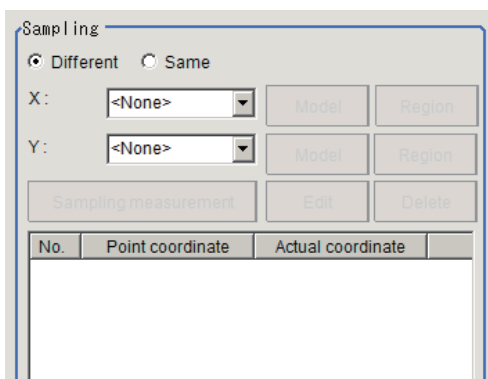 Sampling
Different Same
X: <None> Model Region
Y: <None> Model Region
Sampling measurement Edit Delete
No. Point coordinate Actual coordinate